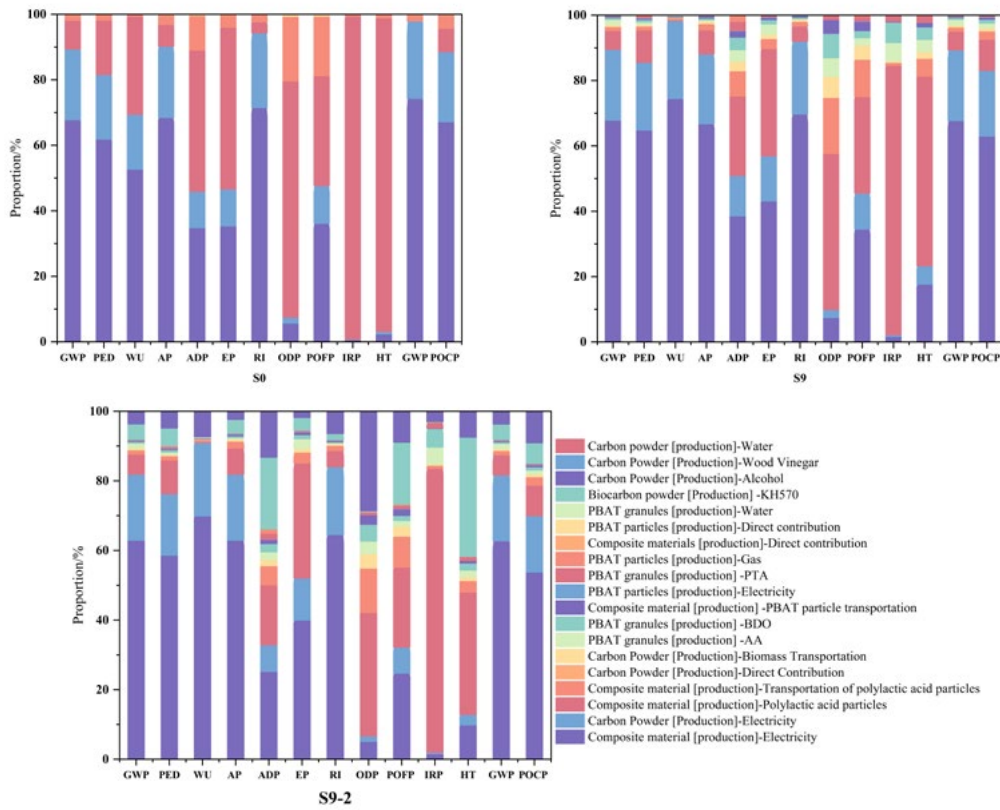 100
80
60
40
20
0
Proportion/%
GWP PED WU AP ADP EP RI ODP POFP IRP HT GWP POCP
S0
100
80
60
40
20
0
Proportion/%
GWP PED WU AP ADP EP RI ODP POFP IRP HT GWP POCP
S9
100
80
60
40
20
0
Proportion/%
GWP PED WU AP ADP EP RI ODP POFP IRP HT GWP POCP
S9-2
Carbon powder [production]-Water
Carbon Powder [Production]-Wood Vinegar
Carbon Powder [Production]-Alcohol
Biocarbon powder [Production] -KH570
PBAT granules [production]-Water
PBAT particles [production]-Direct contribution
Composite materials [production]-Direct contribution
PBAT particles [production]-Gas
PBAT granules [production] -PTA
PBAT particles [production]-Electricity
Composite material [production] -PBAT particle transportation
PBAT granules [production] -BDO
PBAT granules [production] -AA
Carbon Powder [Production]-Biomass Transportation
Carbon Powder [Production]-Direct Contribution
Composite material [production]-Transportation of polylactic acid particles
Composite material [production]-Polylactic acid particles
Carbon Powder [Production]-Electricity
Composite material [production]-Electricity